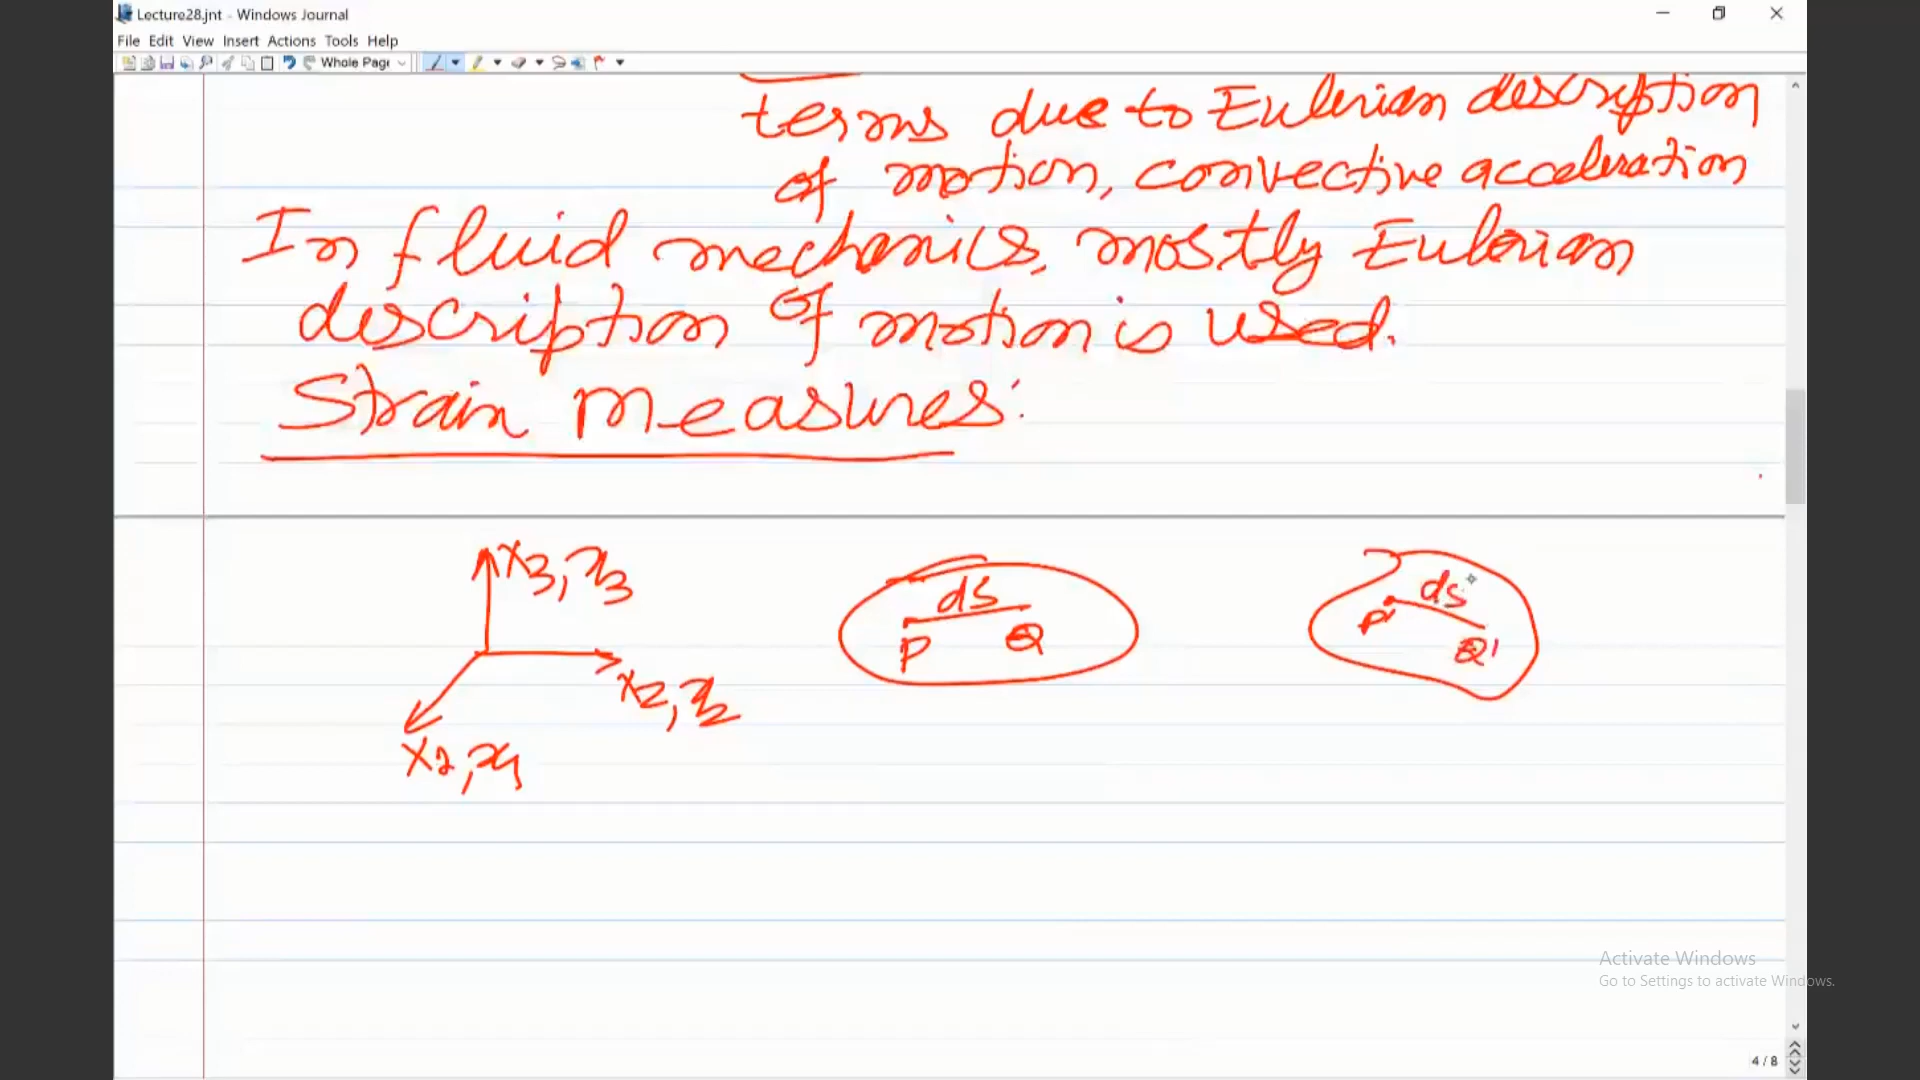 Lecture28.jnt - Windows Journal
File Edit View Insert Actions Tools Help
Whole Page
terms due to Eulerian description
of motion, convective acceleration
In fluid mechanics, mostly Eulerian
description of motion is used.
Strain measures:
X3, x3
X2, x2
X2, x1
dS
P Q
ds
P' Q'
Activate Windows
Go to Settings to activate Windows.
4 / 8